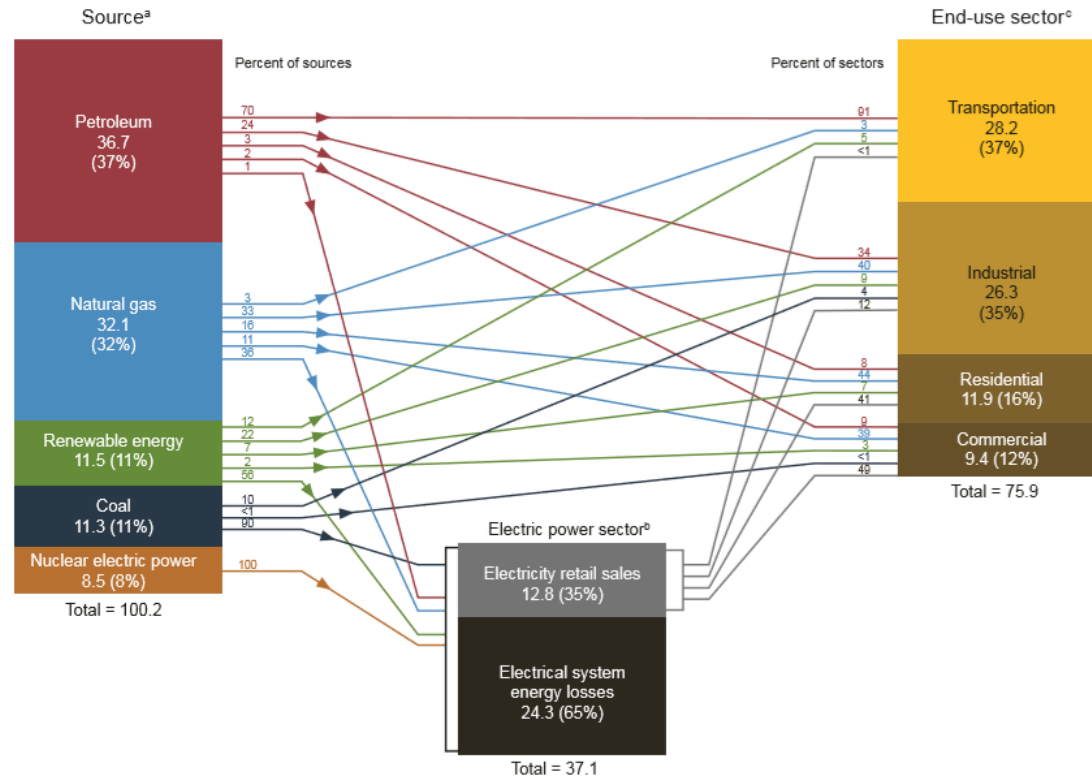 Sourceᵃ
End-use sectorᶜ
Percent of sources
Percent of sectors
Petroleum
36.7
(37%)
70
24
3
2
1
Natural gas
32.1
(32%)
3
33
16
11
36
Renewable energy
11.5 (11%)
12
22
7
2
56
Coal
11.3 (11%)
10
<1
90
Nuclear electric power
8.5 (8%)
100
Total = 100.2
Electric power sectorᵇ
Electricity retail sales
12.8 (35%)
Electrical system
energy losses
24.3 (65%)
Total = 37.1
91
3
5
<1
Transportation
28.2
(37%)
34
40
9
4
12
Industrial
26.3
(35%)
8
44
7
41
Residential
11.9 (16%)
9
39
3
<1
49
Commercial
9.4 (12%)
Total = 75.9